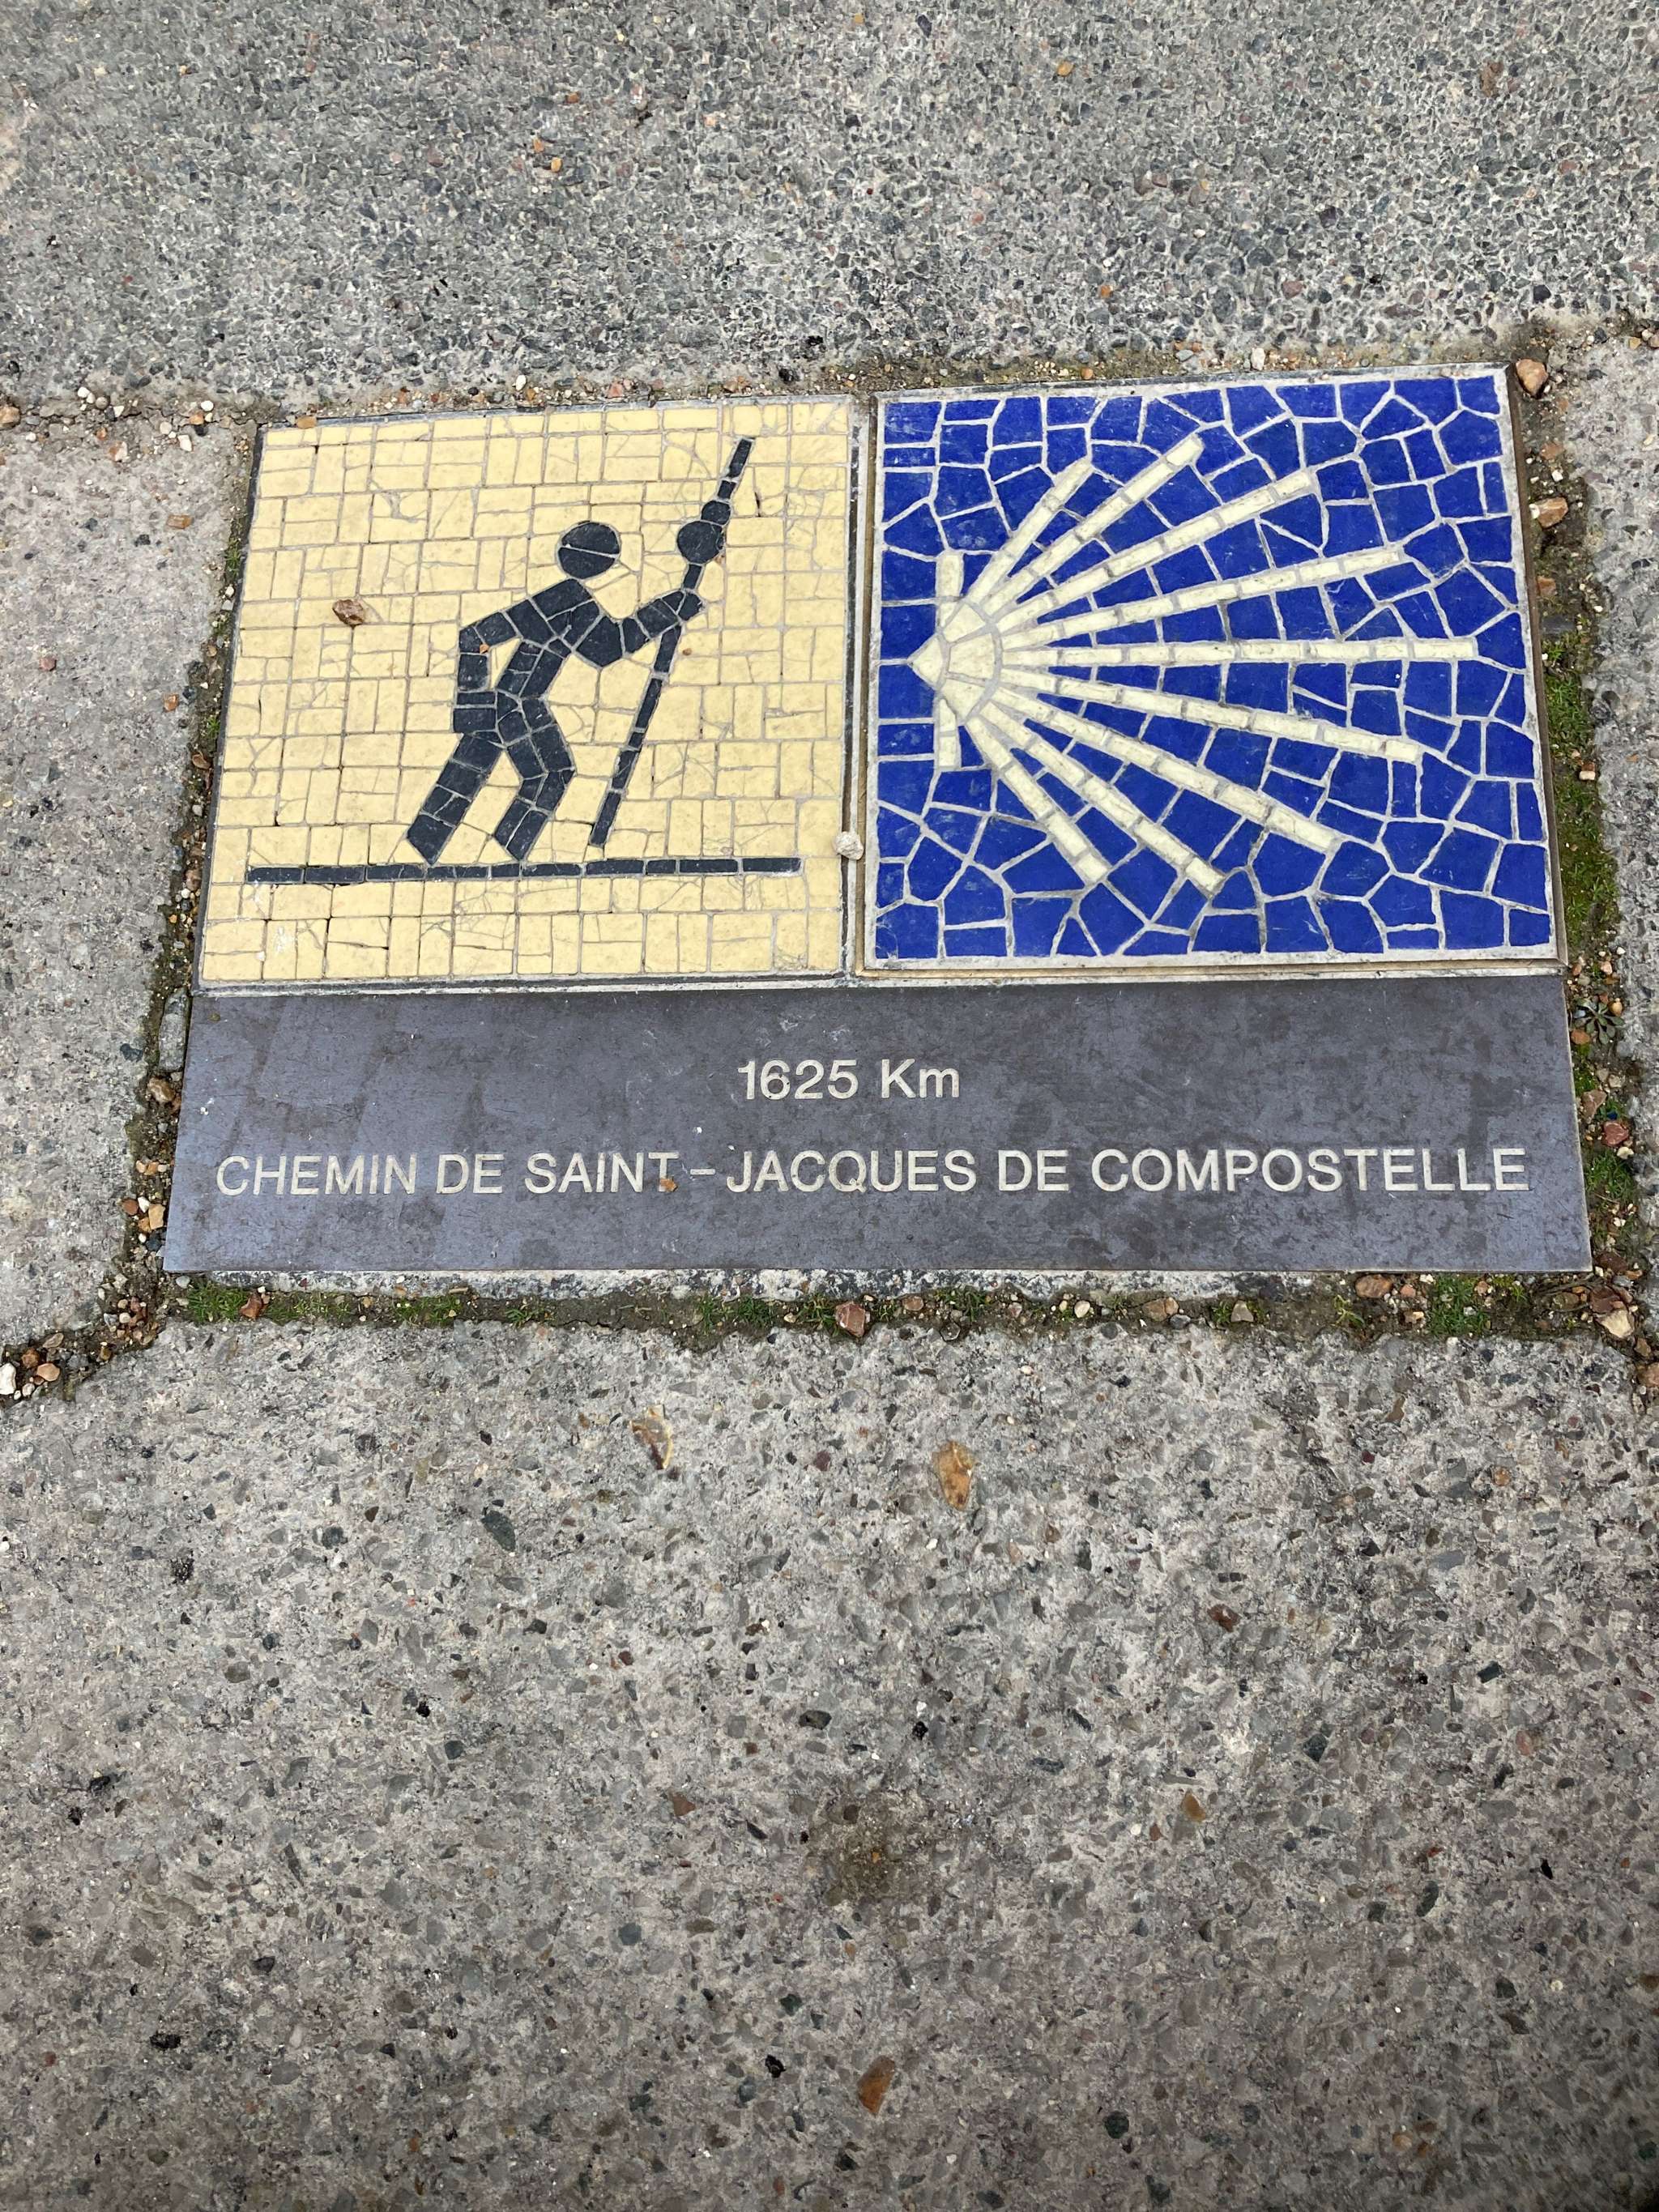 1625 Km
CHEMIN DE SAINT-JACQUES DE COMPOSTELLE